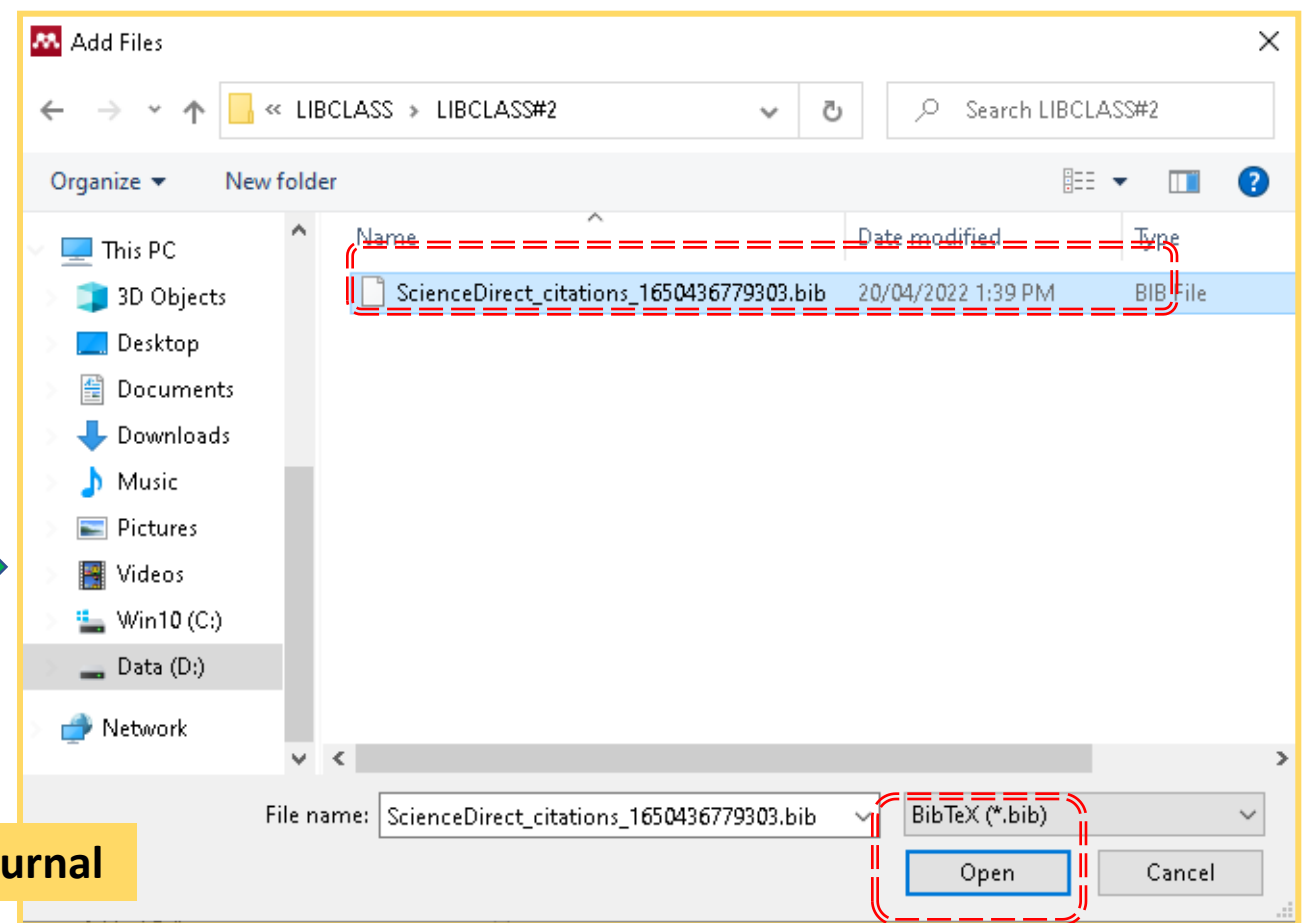 Add Files
« LIBCLASS > LIBCLASS#2
Search LIBCLASS#2
Organize
New folder
Name
Date modified
Type
This PC
ScienceDirect_citations_1650436779303.bib 20/04/2022 1:39 PM BIB File
3D Objects
Desktop
Documents
Downloads
Music
Pictures
Videos
Win10 (C:)
Data (D:)
Network
File name: ScienceDirect_citations_1650436779303.bib
BibTeX (*.bib)
urnal
Open
Cancel